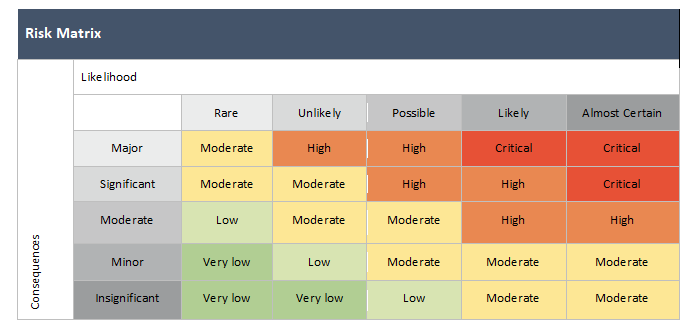 Risk Matrix
Likelihood
Rare Unlikely Possible Likely Almost Certain
Major Moderate High High Critical Critical
Significant Moderate Moderate High High Critical
Moderate Low Moderate Moderate High High
Minor Very low Low Moderate Moderate Moderate
Insignificant Very low Very low Low Moderate Moderate
Consequences